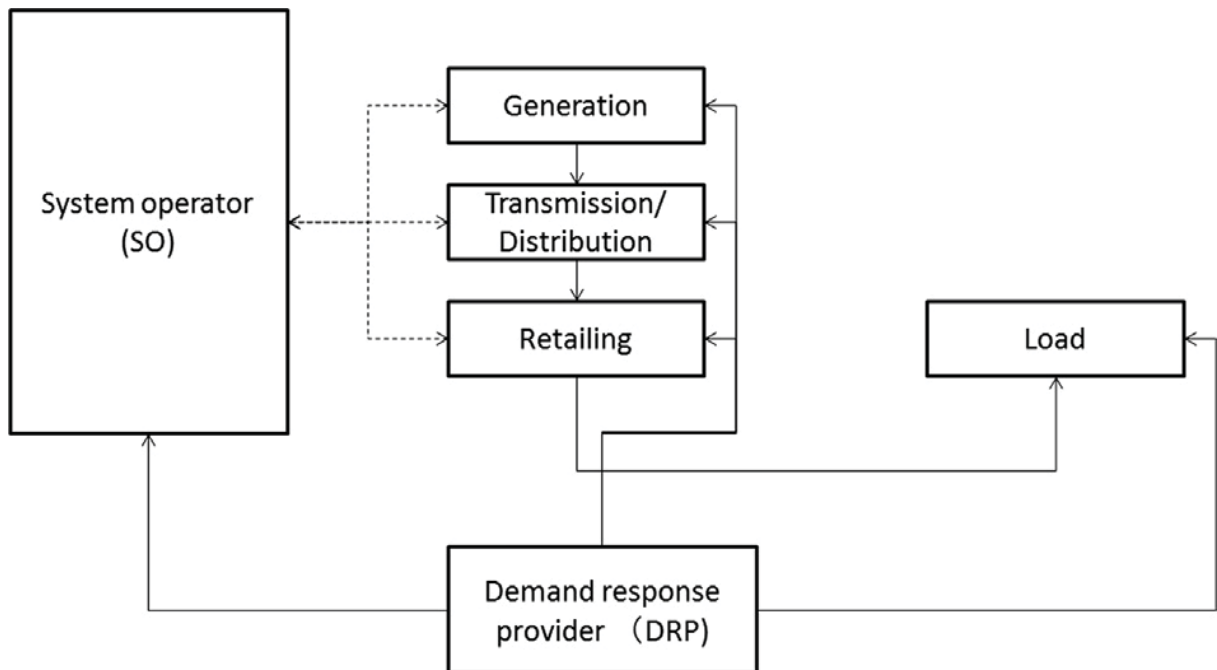 Generation
System operator
(SO)
Transmission/
Distribution
Retailing
Load
Demand response
provider （DRP)